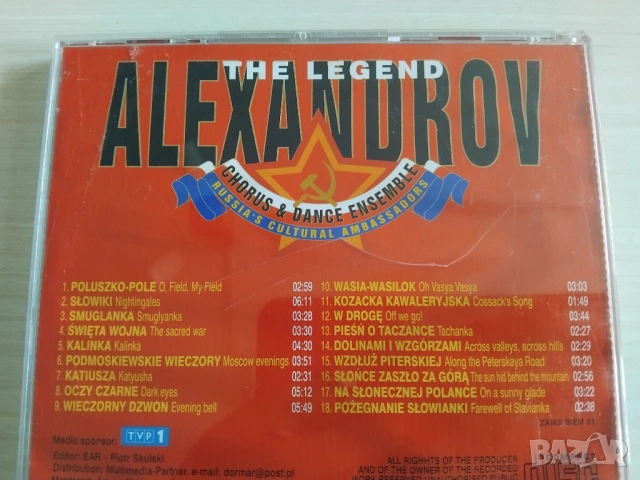 THE LEGEND
ALEXANDROV
CHORUS & DANCE ENSEMBLE
RUSSIA'S CULTURAL AMBASSADORS
1. POLUSZKO-POLE O, Field, My Field 02:59
2. SŁOWIKI Nightingales 06:11
3. SMUGLANKA Smuglyanka 03:28
4. ŚWIĘTA WOJNA The sacred war 03:30
5. KALINKA Kalinka 04:30
6. PODMOSKIEWSKIE WIECZORY Moscow evenings 03:51
7. KATIUSZA Katyusha 02:31
8. OCZY CZARNE Dark eyes 05:12
9. WIECZORNY DZWON Evening bell 05:49
10. WASIA-WASILOK Oh Vasya Vasya 03:03
11. KOZACKA KAWALERYJSKA Cossack's Song 01:49
12. W DROGĘ Off we go! 03:44
13. PIEŚŃ O TACZANCE Tachanka 02:27
14. DOLINAMI I WZGÓRZAMI Across valleys, across hills 02:29
15. WZDŁUŻ PITERSKIEJ Along the Peterskaya Road 03:20
16. SŁOŃCE ZASZŁO ZA GÓRĄ The sun hid behind the mountain 02:56
17. NA SŁONECZNEJ POLANCE On a sunny glade 03:22
18. POŻEGNANIE SŁOWIANKI Farewell of Slavianka 02:38
ZAIKS BIEM 01
Media sponsor: TVP1
Editor: EAR – Piotr Skulski
Distribution: Multimedia-Partner, e-mail: dormar@post.pl
ALL RIGHHTS OF THE PRODUCER
AND OF THE OWNER OF THE RECORDED
WORK RESERVED UNAUTHORISED PUBLIC
COMPACT
DISC
bazar.bg